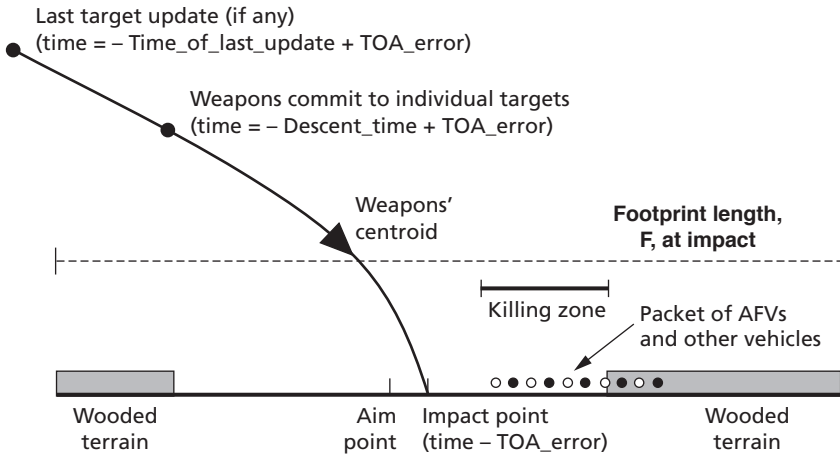 Last target update (if any)
(time = – Time_of_last_update + TOA_error)
Weapons commit to individual targets
(time = – Descent_time + TOA_error)
Weapons'
centroid
Footprint length,
F, at impact
Killing zone
Packet of AFVs
and other vehicles
Wooded
terrain
Aim
point
Impact point
(time – TOA_error)
Wooded
terrain